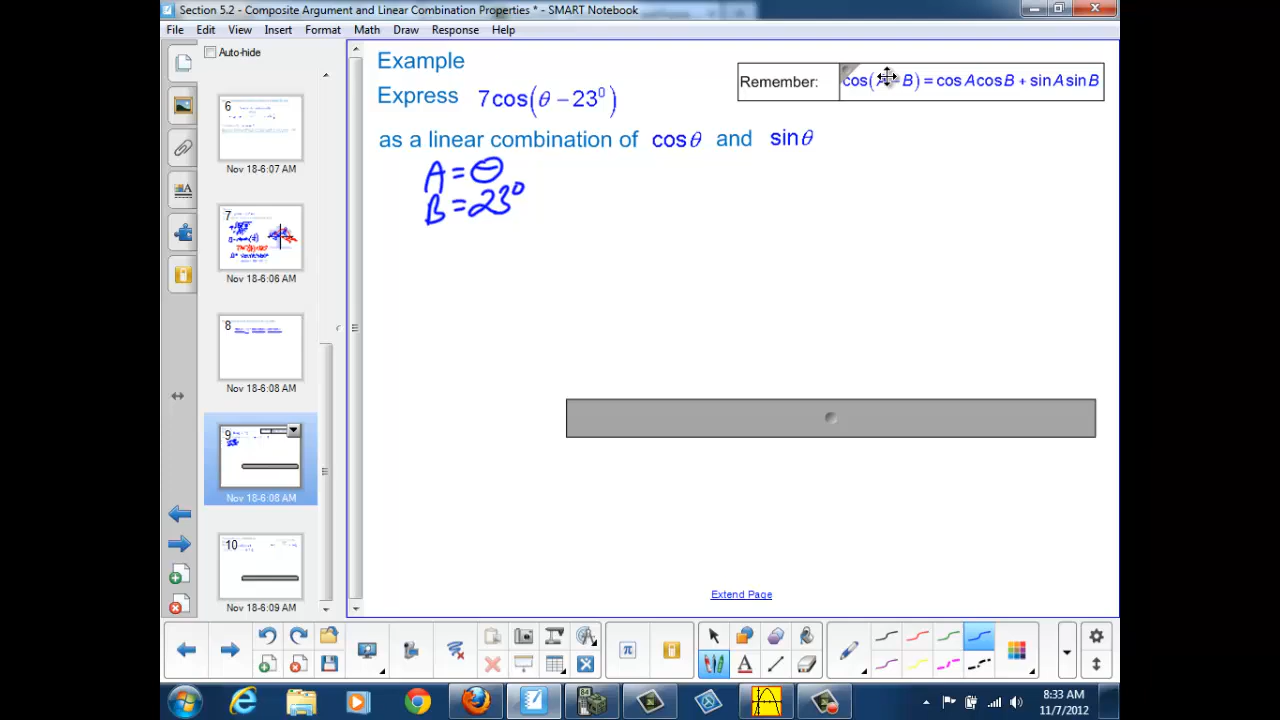 Section 5.2 - Composite Argument and Linear Combination Properties * - SMART Notebook
File Edit View Insert Format Math Draw Response Help
Auto-hide
6
Nov 18-6:07 AM
7
Nov 18-6:06 AM
8
Nov 18-6:08 AM
9
Nov 18-6:08 AM
10
Nov 18-6:09 AM
Example
Remember: cos(A - B) = cos A cos B + sin A sin B
Express 7cos(θ − 23⁰)
as a linear combination of cosθ and sinθ
A = θ
B = 23⁰
Extend Page
8:33 AM
11/7/2012